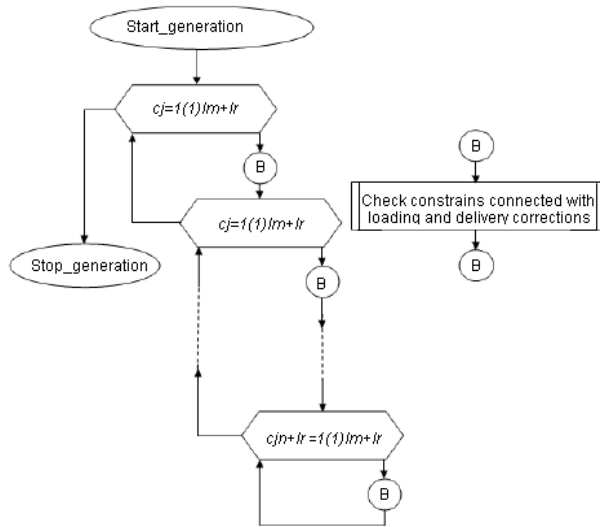 Start_generation
cj=1(1)lm+lr
B
B
cj=1(1)lm+lr
Check constrains connected with
loading and delivery corrections
Stop_generation
B
B
cjn+lr=1(1)lm+lr
B